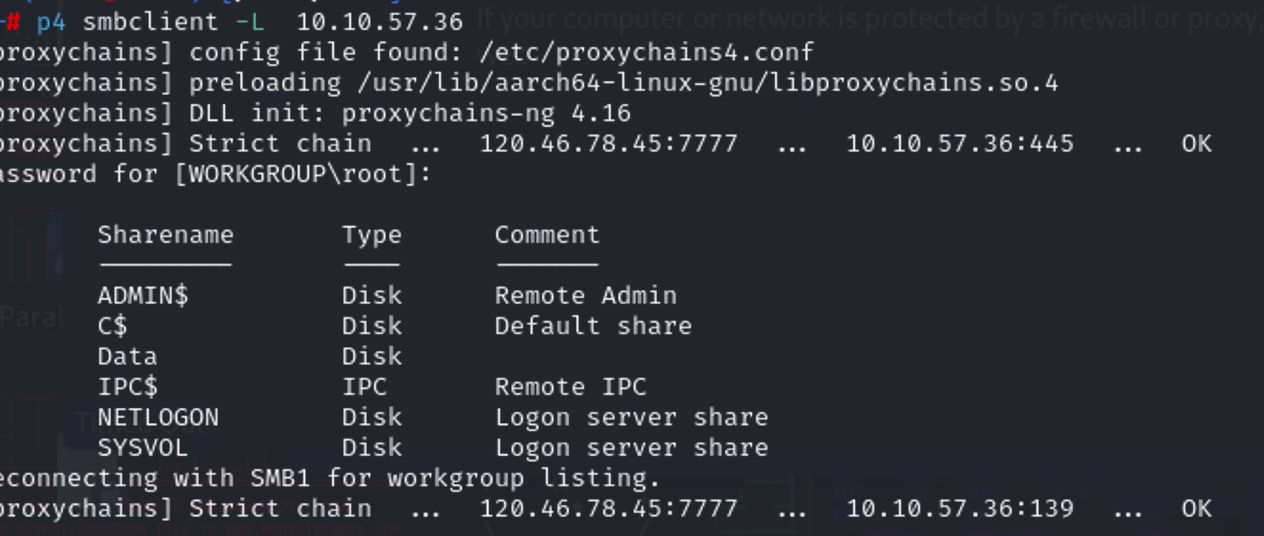 # p4 smbclient -L 10.10.57.36
If your computer or network is protected by a firewall or proxy,
proxychains] config file found: /etc/proxychains4.conf
proxychains] preloading /usr/lib/aarch64-linux-gnu/libproxychains.so.4
proxychains] DLL init: proxychains-ng 4.16
proxychains] Strict chain ... 120.46.78.45:7777 ... 10.10.57.36:445 ... OK
assword for [WORKGROUP\root]:
Sharename Type Comment
--------- ---- -------
ADMIN$ Disk Remote Admin
C$ Disk Default share
Data Disk
IPC$ IPC Remote IPC
NETLOGON Disk Logon server share
SYSVOL Disk Logon server share
econnecting with SMB1 for workgroup listing.
proxychains] Strict chain ... 120.46.78.45:7777 ... 10.10.57.36:139 ... OK